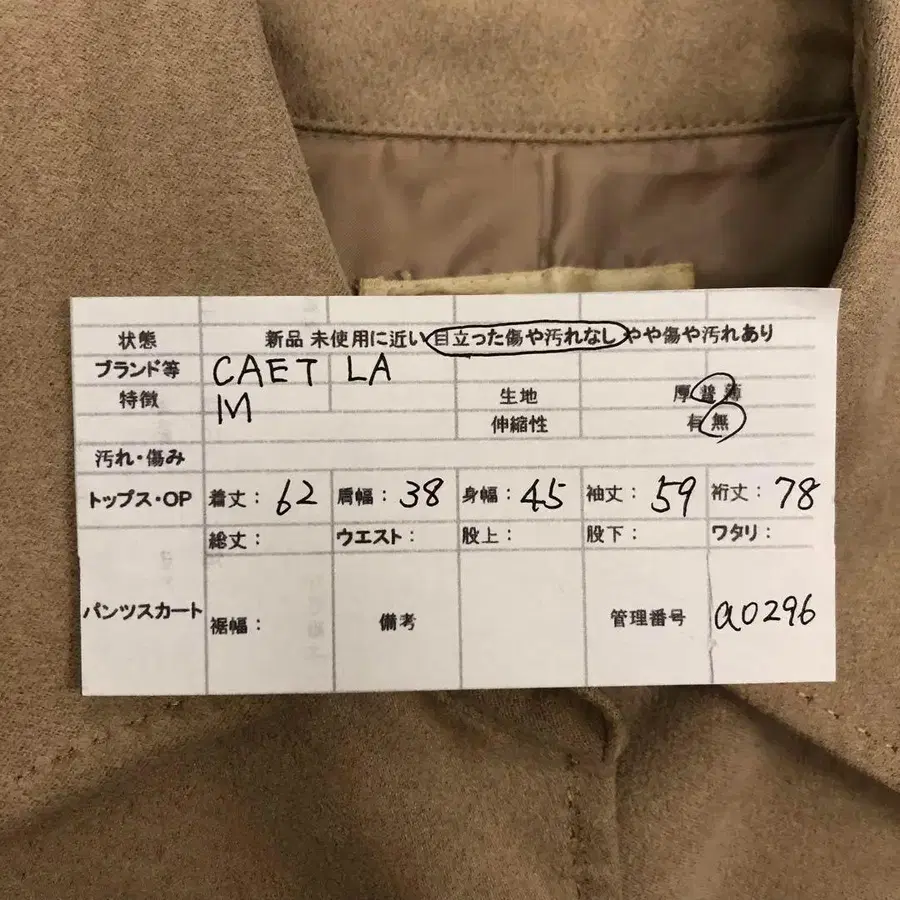 状態 新品 未使用に近い 目立った傷や汚れなし やや傷や汚れあり
ブランド等 CAET LA
特徴 M 生地 厚 普 薄
伸縮性 有 無
汚れ・傷み
トップス・OP 着丈： 62 肩幅： 38 身幅： 45 袖丈： 59 裄丈： 78
総丈： ウエスト： 股上： 股下： ワタリ：
パンツスカート 裾幅： 備考 管理番号 a0296